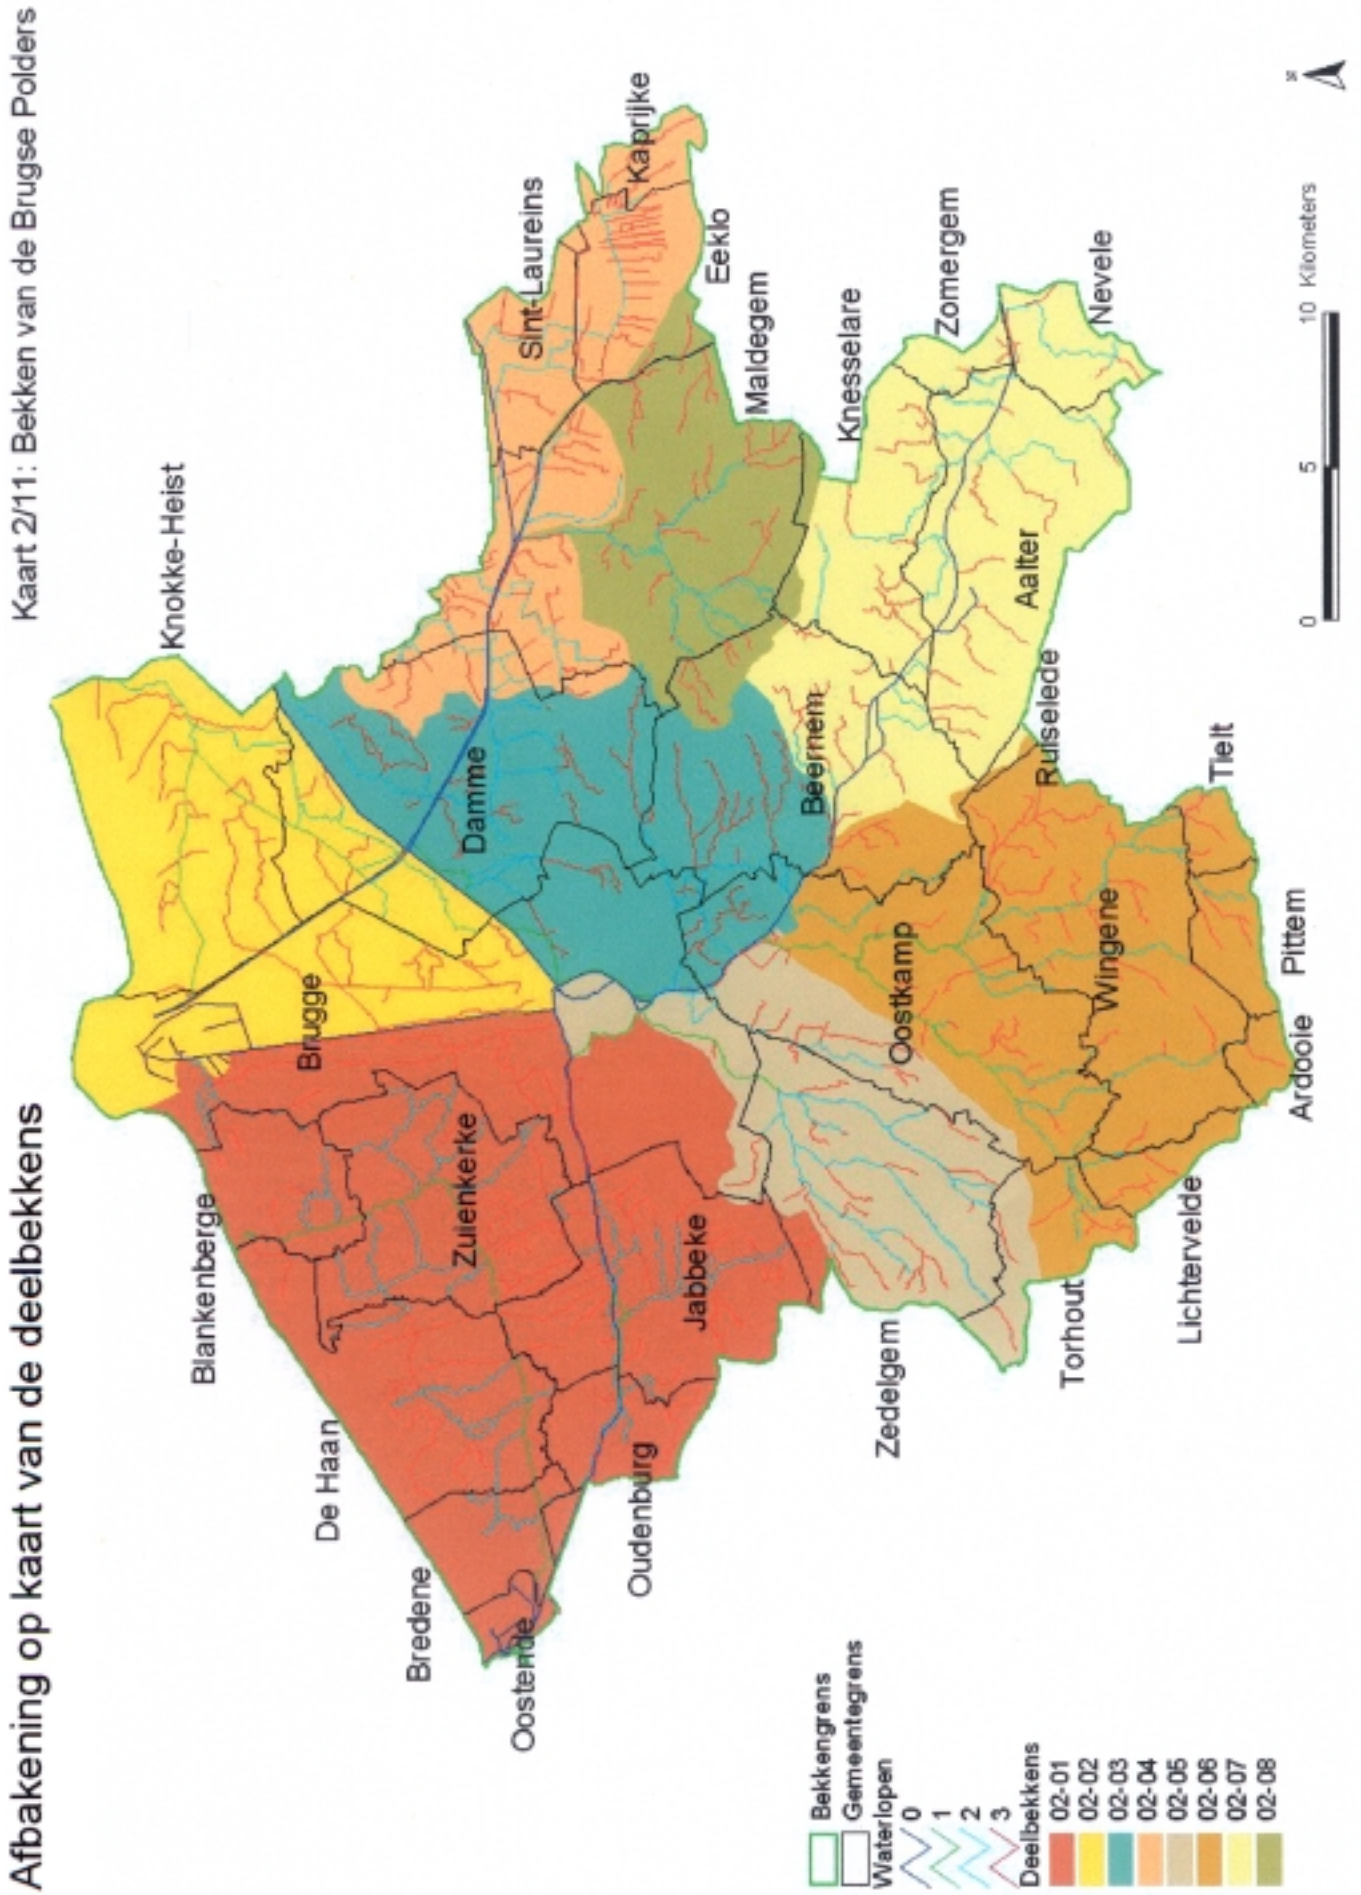 Afbakening op kaart van de deelbekkens
Kaart 2/11: Bekken van de Brugse Polders
Knokke-Heist
Blankenberge
Brugge
De Haan
Bredene
Zuienkerke
Damme
Sint-Laureins
Kaprijke
Oostende
Oudenburg
Jabbeke
Eeklo
Maldegem
Beernem
Knesselare
Zomergem
Zedelgem
Oostkamp
Aalter
Nevele
Ruiselede
Torhout
Wingene
Lichtervelde
Tielt
Pittem
Ardooie
Bekkengrens
Gemeentegrens
Waterlopen
0
1
2
3
Deelbekkens
02-01
02-02
02-03
02-04
02-05
02-06
02-07
02-08
0 5 10 Kilometers